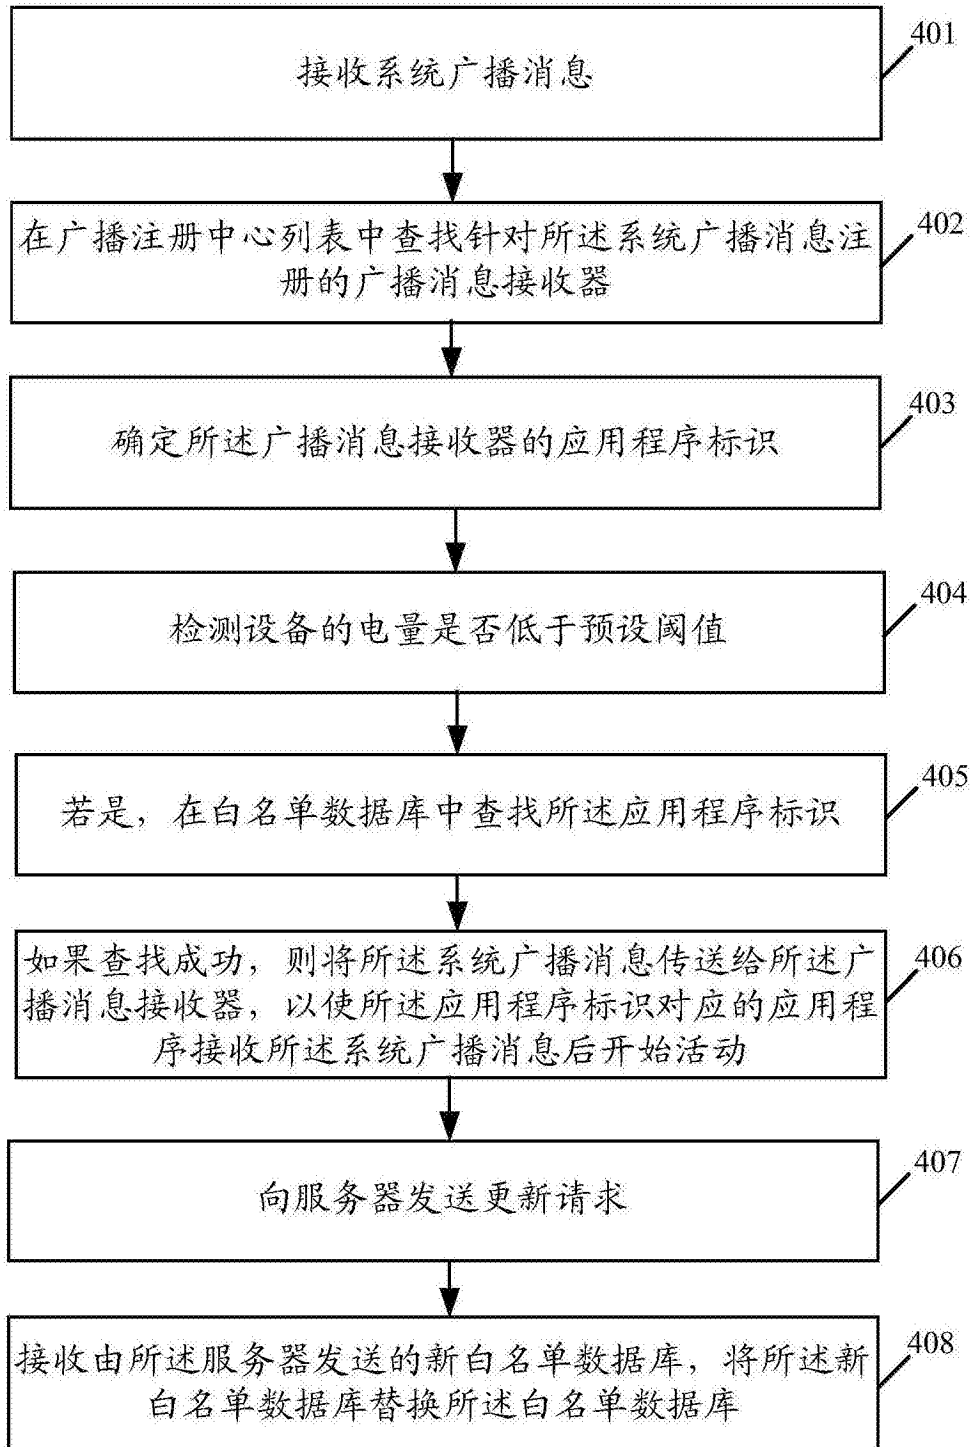 接收系统广播消息
401
在广播注册中心列表中查找针对所述系统广播消息注
册的广播消息接收器
402
确定所述广播消息接收器的应用程序标识
403
检测设备的电量是否低于预设阈值
404
若是，在白名单数据库中查找所述应用程序标识
405
如果查找成功，则将所述系统广播消息传送给所述广
播消息接收器，以使所述应用程序标识对应的应用程
序接收所述系统广播消息后开始活动
406
向服务器发送更新请求
407
接收由所述服务器发送的新白名单数据库，将所述新
白名单数据库替换所述白名单数据库
408